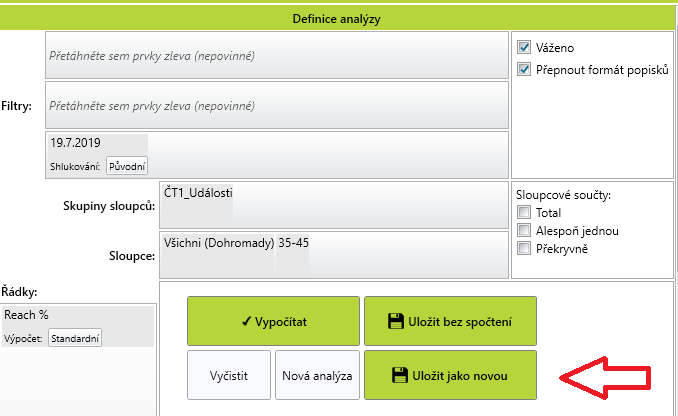 Definice analýzy
Přetáhněte sem prvky zleva (nepovinné)
Váženo
Přepnout formát popisků
Filtry:
Přetáhněte sem prvky zleva (nepovinné)
19.7.2019
Shlukování: Původní
Skupiny sloupců:
ČT1_Události
Sloupcové součty:
Total
Alespoň jednou
Překryvně
Sloupce:
Všichni (Dohromady) 35-45
Řádky:
Reach %
Výpočet: Standardní
Vypočítat
Uložit bez spočtení
Vyčistit
Nová analýza
Uložit jako novou